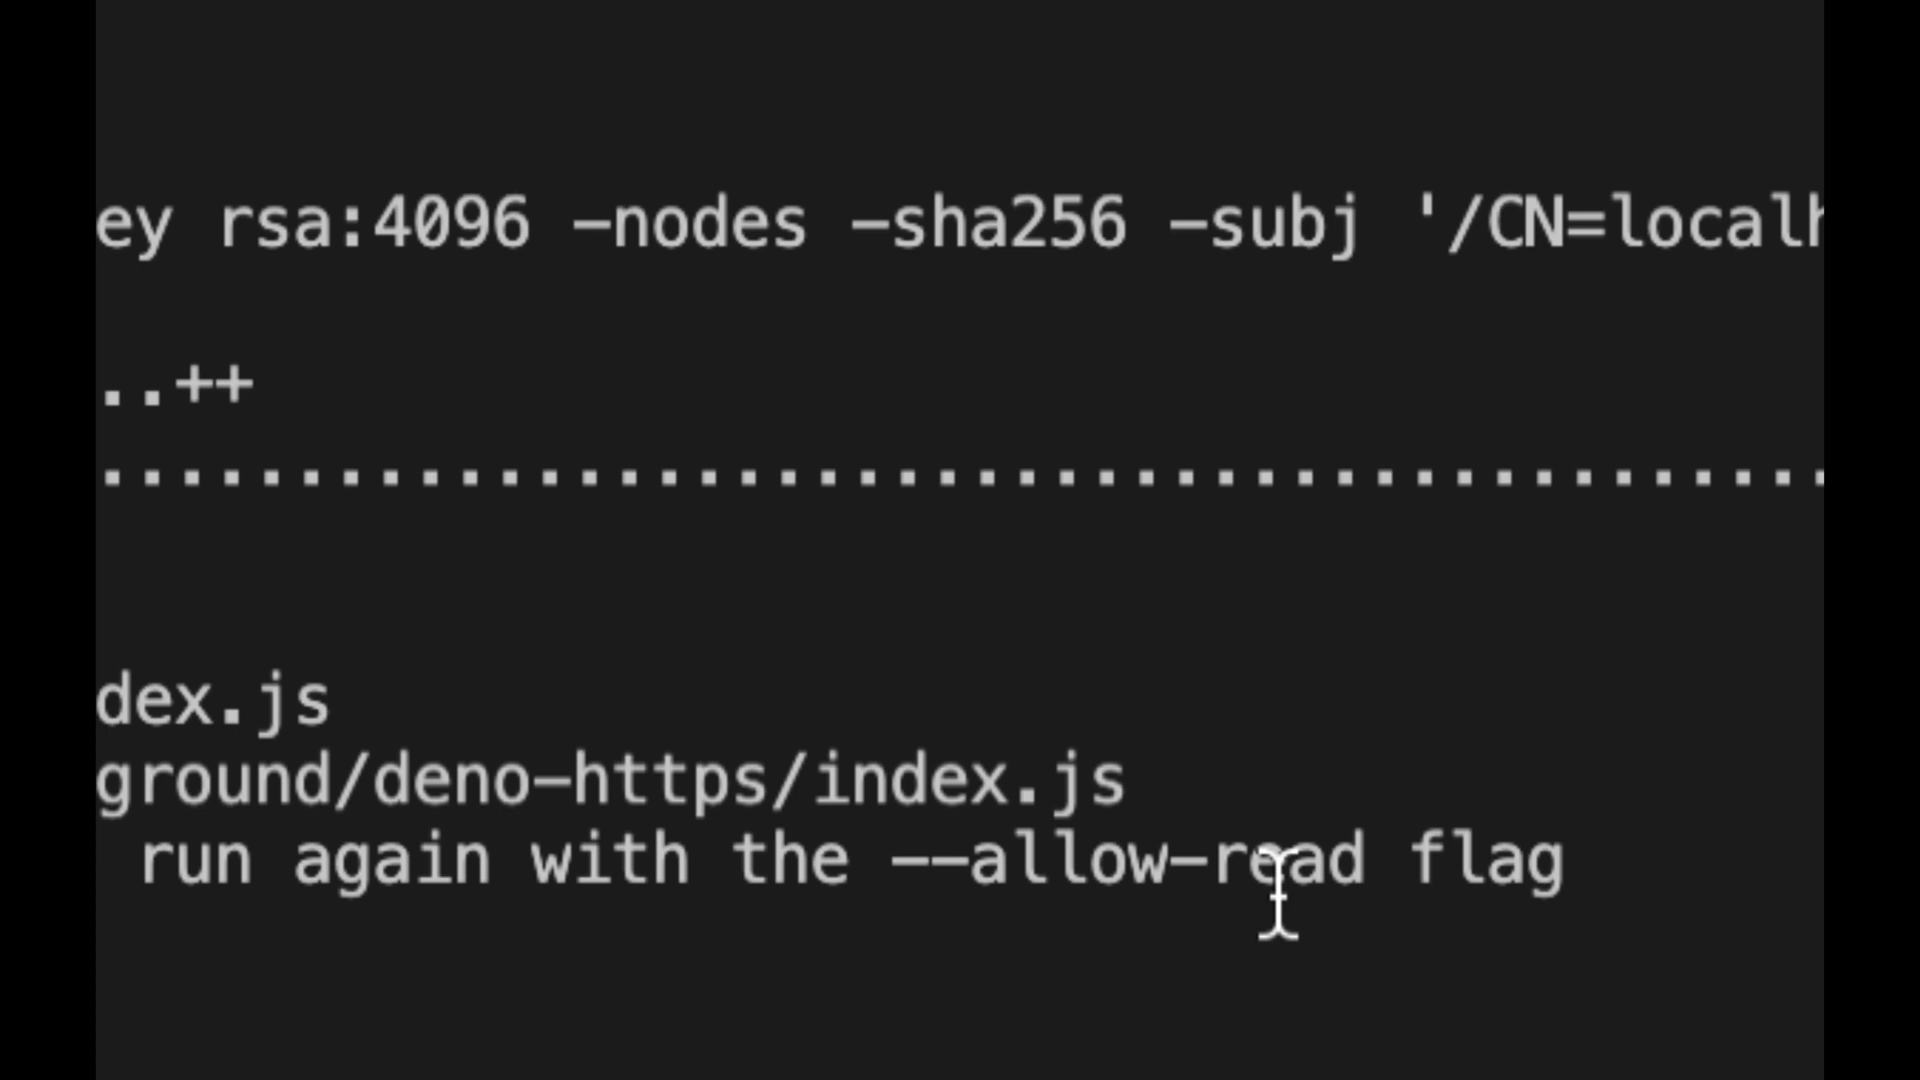 ey rsa:4096 -nodes -sha256 -subj '/CN=localh
..++
............................................
dex.js
ground/deno-https/index.js
run again with the --allow-read flag